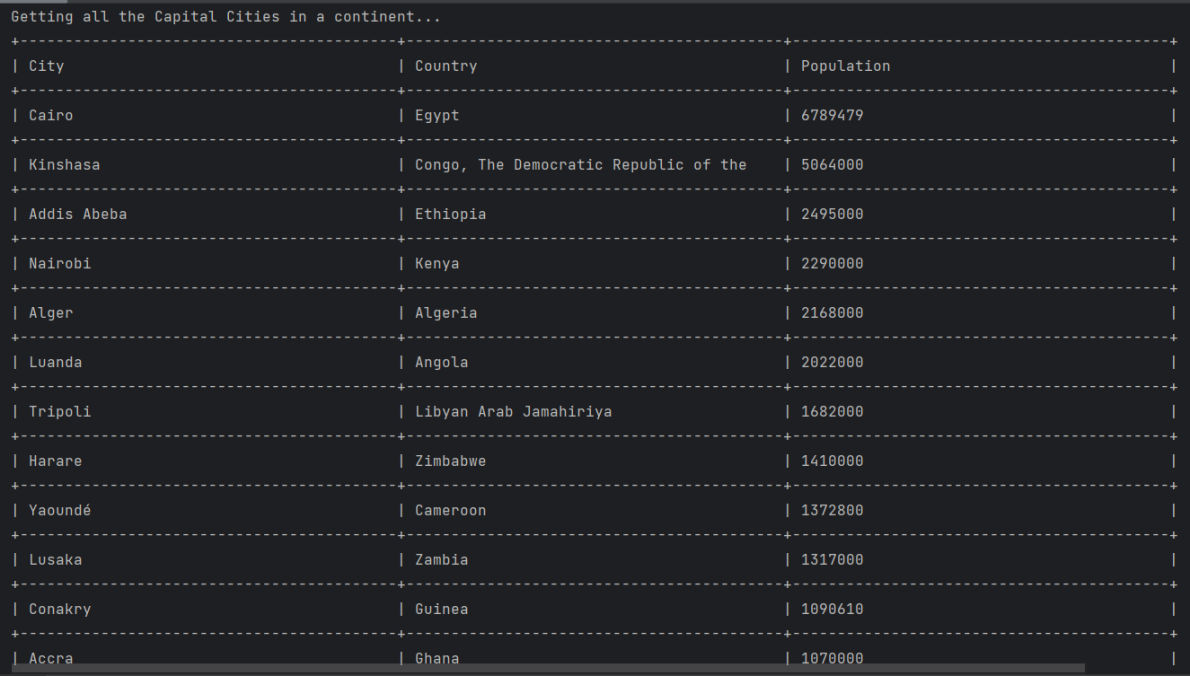 Getting all the Capital Cities in a continent...
+------------------------------------------+------------------------------------------+------------------------------------------+
| City | Country | Population |
+------------------------------------------+------------------------------------------+------------------------------------------+
| Cairo | Egypt | 6789479 |
+------------------------------------------+------------------------------------------+------------------------------------------+
| Kinshasa | Congo, The Democratic Republic of the | 5064000 |
+------------------------------------------+------------------------------------------+------------------------------------------+
| Addis Abeba | Ethiopia | 2495000 |
+------------------------------------------+------------------------------------------+------------------------------------------+
| Nairobi | Kenya | 2290000 |
+------------------------------------------+------------------------------------------+------------------------------------------+
| Alger | Algeria | 2168000 |
+------------------------------------------+------------------------------------------+------------------------------------------+
| Luanda | Angola | 2022000 |
+------------------------------------------+------------------------------------------+------------------------------------------+
| Tripoli | Libyan Arab Jamahiriya | 1682000 |
+------------------------------------------+------------------------------------------+------------------------------------------+
| Harare | Zimbabwe | 1410000 |
+------------------------------------------+------------------------------------------+------------------------------------------+
| Yaoundé | Cameroon | 1372800 |
+------------------------------------------+------------------------------------------+------------------------------------------+
| Lusaka | Zambia | 1317000 |
+------------------------------------------+------------------------------------------+------------------------------------------+
| Conakry | Guinea | 1090610 |
+------------------------------------------+------------------------------------------+------------------------------------------+
| Accra | Ghana | 1070000 |